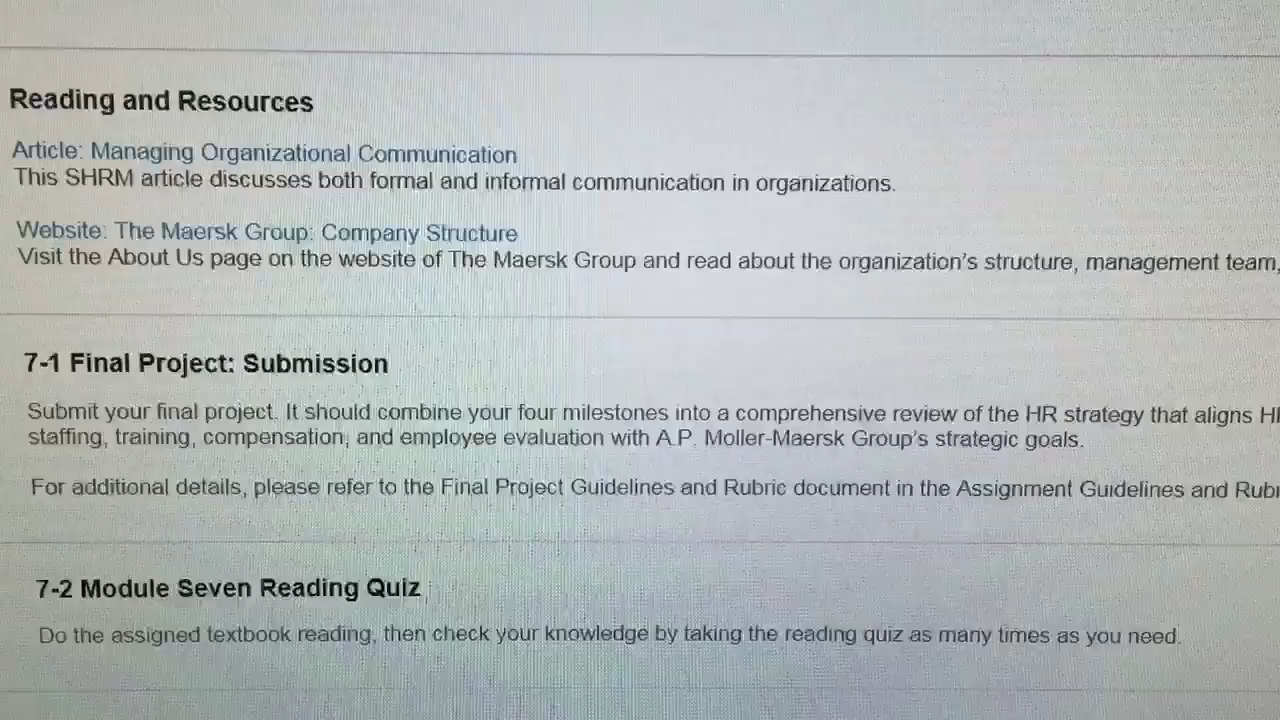 Reading and Resources
Article: Managing Organizational Communication
This SHRM article discusses both formal and informal communication in organizations.
Website: The Maersk Group: Company Structure
Visit the About Us page on the website of The Maersk Group and read about the organization's structure, management team,
7-1 Final Project: Submission
Submit your final project. It should combine your four milestones into a comprehensive review of the HR strategy that aligns
staffing, training, compensation, and employee evaluation with A.P. Moller-Maersk Group's strategic goals.
For additional details, please refer to the Final Project Guidelines and Rubric document in the Assignment Guidelines and
7-2 Module Seven Reading Quiz
Do the assigned textbook reading, then check your knowledge by taking the reading quiz as many times as you need.